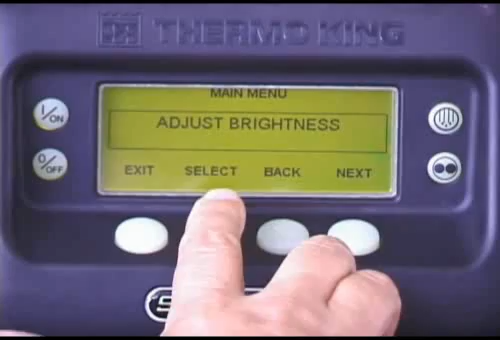 THERMO KING
MAIN MENU
ADJUST BRIGHTNESS
EXIT SELECT BACK NEXT
I/ON
O/OFF